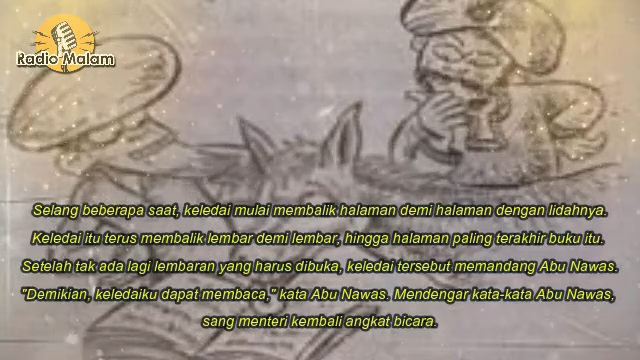 Radio Malam
Selang beberapa saat, keledai mulai membalik halaman demi halaman dengan lidahnya.
Keledai itu terus membalik lembar demi lembar, hingga halaman paling terakhir buku itu.
Setelah tak ada lagi lembaran yang harus dibuka, keledai tersebut memandang Abu Nawas.
"Demikian, keledaiku dapat membaca," kata Abu Nawas. Mendengar kata-kata Abu Nawas,
sang menteri kembali angkat bicara.